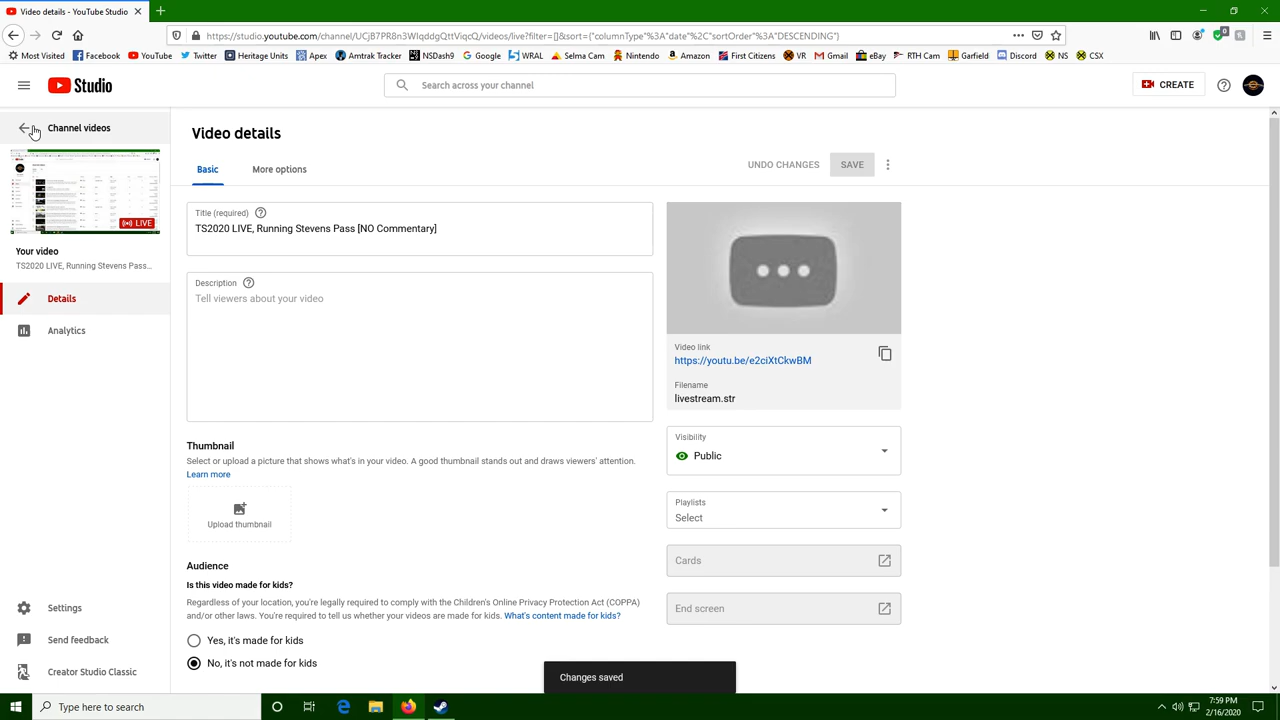 Video details - YouTube Studio
https://studio.youtube.com/channel/UCjB7PR8n3WIqddgQttViqcQ/videos/live?filter=[]&sort={"columnType"%3A"date"%2C"sortOrder"%3A"DESCENDING"}
Most Visited Facebook YouTube Twitter Heritage Units Apex Amtrak Tracker NSDash9 Google WRAL Selma Cam Nintendo Amazon First Citizens VR Gmail eBay RTH Cam Garfield Discord NS CSX
Studio
Search across your channel
CREATE
Channel videos
LIVE
Your video
TS2020 LIVE, Running Stevens Pass...
Details
Analytics
Settings
Send feedback
Creator Studio Classic
Video details
Basic
More options
UNDO CHANGES
SAVE
Title (required)
TS2020 LIVE, Running Stevens Pass [NO Commentary]
Description
Tell viewers about your video
Thumbnail
Select or upload a picture that shows what's in your video. A good thumbnail stands out and draws viewers' attention.
Learn more
Upload thumbnail
Audience
Is this video made for kids?
Regardless of your location, you're legally required to comply with the Children's Online Privacy Protection Act (COPPA)
and/or other laws. You're required to tell us whether your videos are made for kids. What's content made for kids?
Yes, it's made for kids
No, it's not made for kids
Video link
https://youtu.be/e2ciXtCkwBM
Filename
livestream.str
Visibility
Public
Playlists
Select
Cards
End screen
Changes saved
Type here to search
7:59 PM
2/16/2020